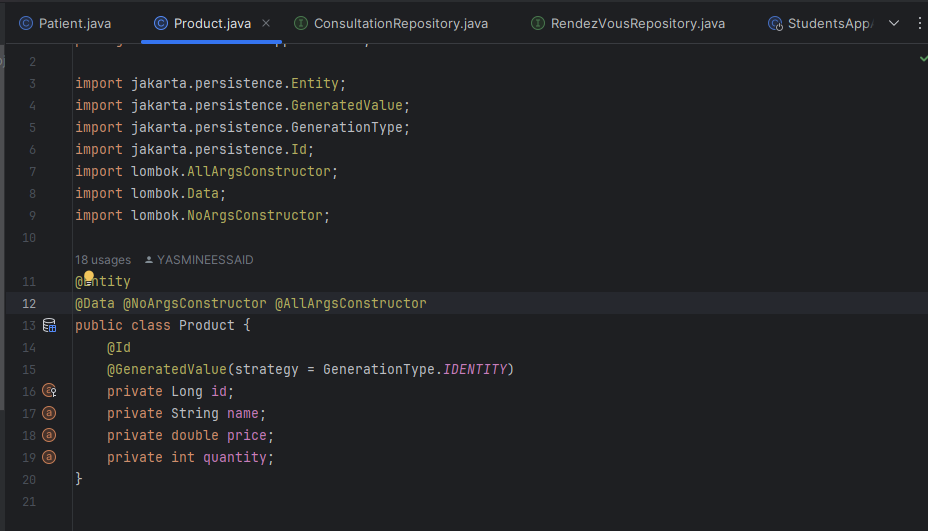 Patient.java Product.java ConsultationRepository.java RendezVousRepository.java StudentsApp
2
3 import jakarta.persistence.Entity;
4 import jakarta.persistence.GeneratedValue;
5 import jakarta.persistence.GenerationType;
6 import jakarta.persistence.Id;
7 import lombok.AllArgsConstructor;
8 import lombok.Data;
9 import lombok.NoArgsConstructor;
10
18 usages YASMINEESSAID
11 @Entity
12 @Data @NoArgsConstructor @AllArgsConstructor
13 public class Product {
14 @Id
15 @GeneratedValue(strategy = GenerationType.IDENTITY)
16 private Long id;
17 private String name;
18 private double price;
19 private int quantity;
20 }
21